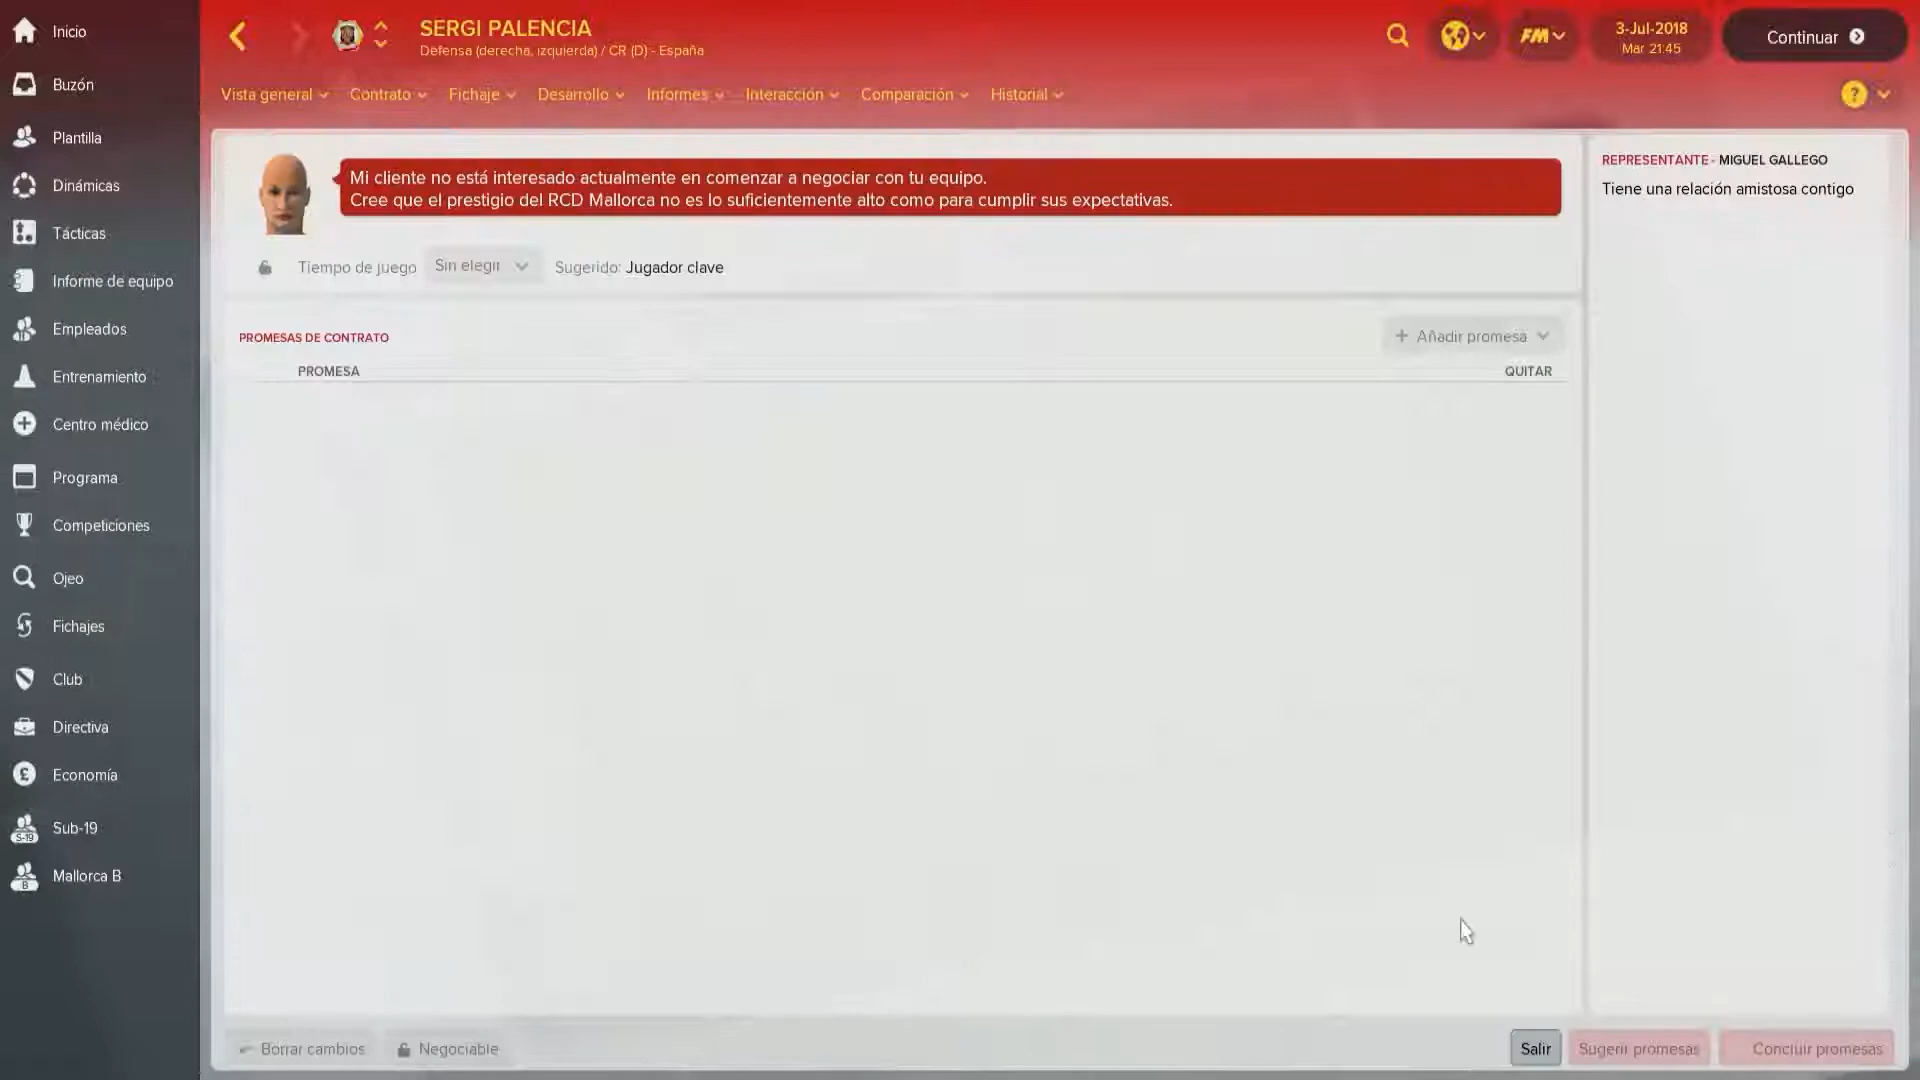 Inicio
Buzón
Plantilla
Dinámicas
Tácticas
Informe de equipo
Empleados
Entrenamiento
Centro médico
Programa
Competiciones
Ojeo
Fichajes
Club
Directiva
Economía
S-19
Sub-19
B
Mallorca B
SERGI PALENCIA
Defensa (derecha, izquierda) / CR (D) - España
FM
3-Jul-2018
Mar 21:45
Continuar
Vista general
Contrato
Fichaje
Desarrollo
Informes
Interacción
Comparación
Historial
?
Mi cliente no está interesado actualmente en comenzar a negociar con tu equipo.
Cree que el prestigio del RCD Mallorca no es lo suficientemente alto como para cumplir sus expectativas.
Tiempo de juego
Sin elegir
Sugerido: Jugador clave
PROMESAS DE CONTRATO
+ Añadir promesa
PROMESA
QUITAR
REPRESENTANTE - MIGUEL GALLEGO
Tiene una relación amistosa contigo
Borrar cambios
Negociable
Salir
Sugerir promesas
Concluir promesas